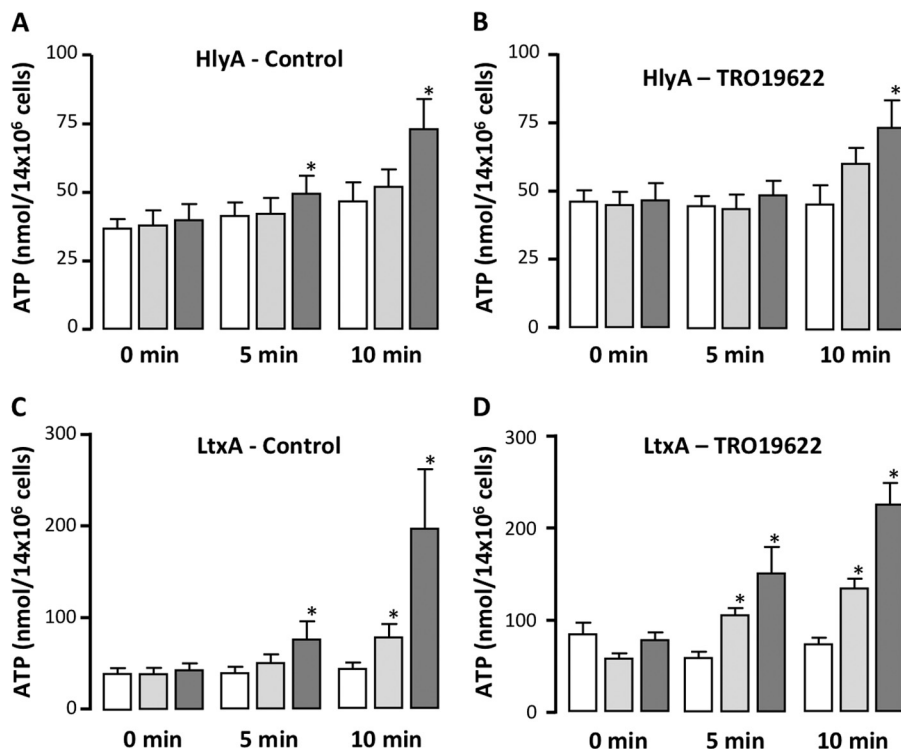 A
HlyA - Control
ATP (nmol/14x10⁶ cells)
100
75
50
25
0
*
*
0 min
5 min
10 min
B
HlyA – TRO19622
ATP (nmol/14x10⁶ cells)
100
75
50
25
0
*
0 min
5 min
10 min
C
LtxA - Control
ATP (nmol/14x10⁶ cells)
300
200
100
0
*
*
*
0 min
5 min
10 min
D
LtxA – TRO19622
ATP (nmol/14x10⁶ cells)
300
200
100
0
*
*
*
*
0 min
5 min
10 min